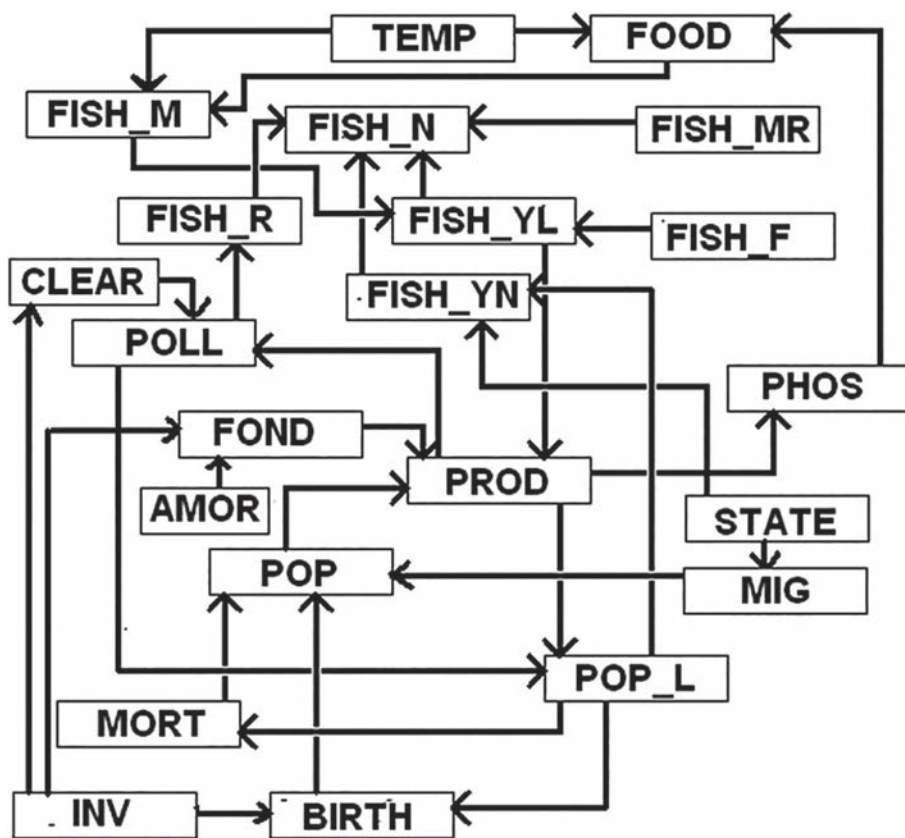 TEMP
FOOD
FISH_M
FISH_N
FISH_MR
FISH_R
FISH_YL
FISH_F
CLEAR
FISH_YN
POLL
PHOS
FOND
PROD
AMOR
STATE
POP
MIG
POP_L
MORT
INV
BIRTH